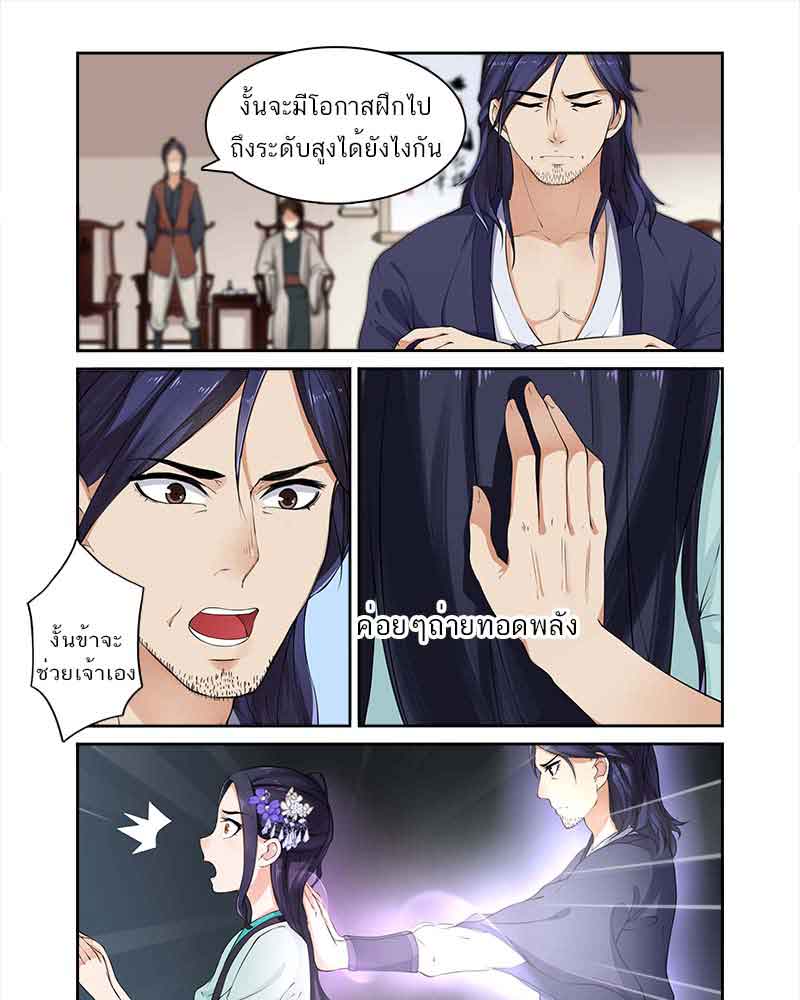 งั้นจะมีโอกาสฝึกไป
ถึงระดับสูงได้ยังไงกัน
งั้นข้าจะ
ช่วยเจ้าเอง
ค่อยๆถ่ายทอดพลัง